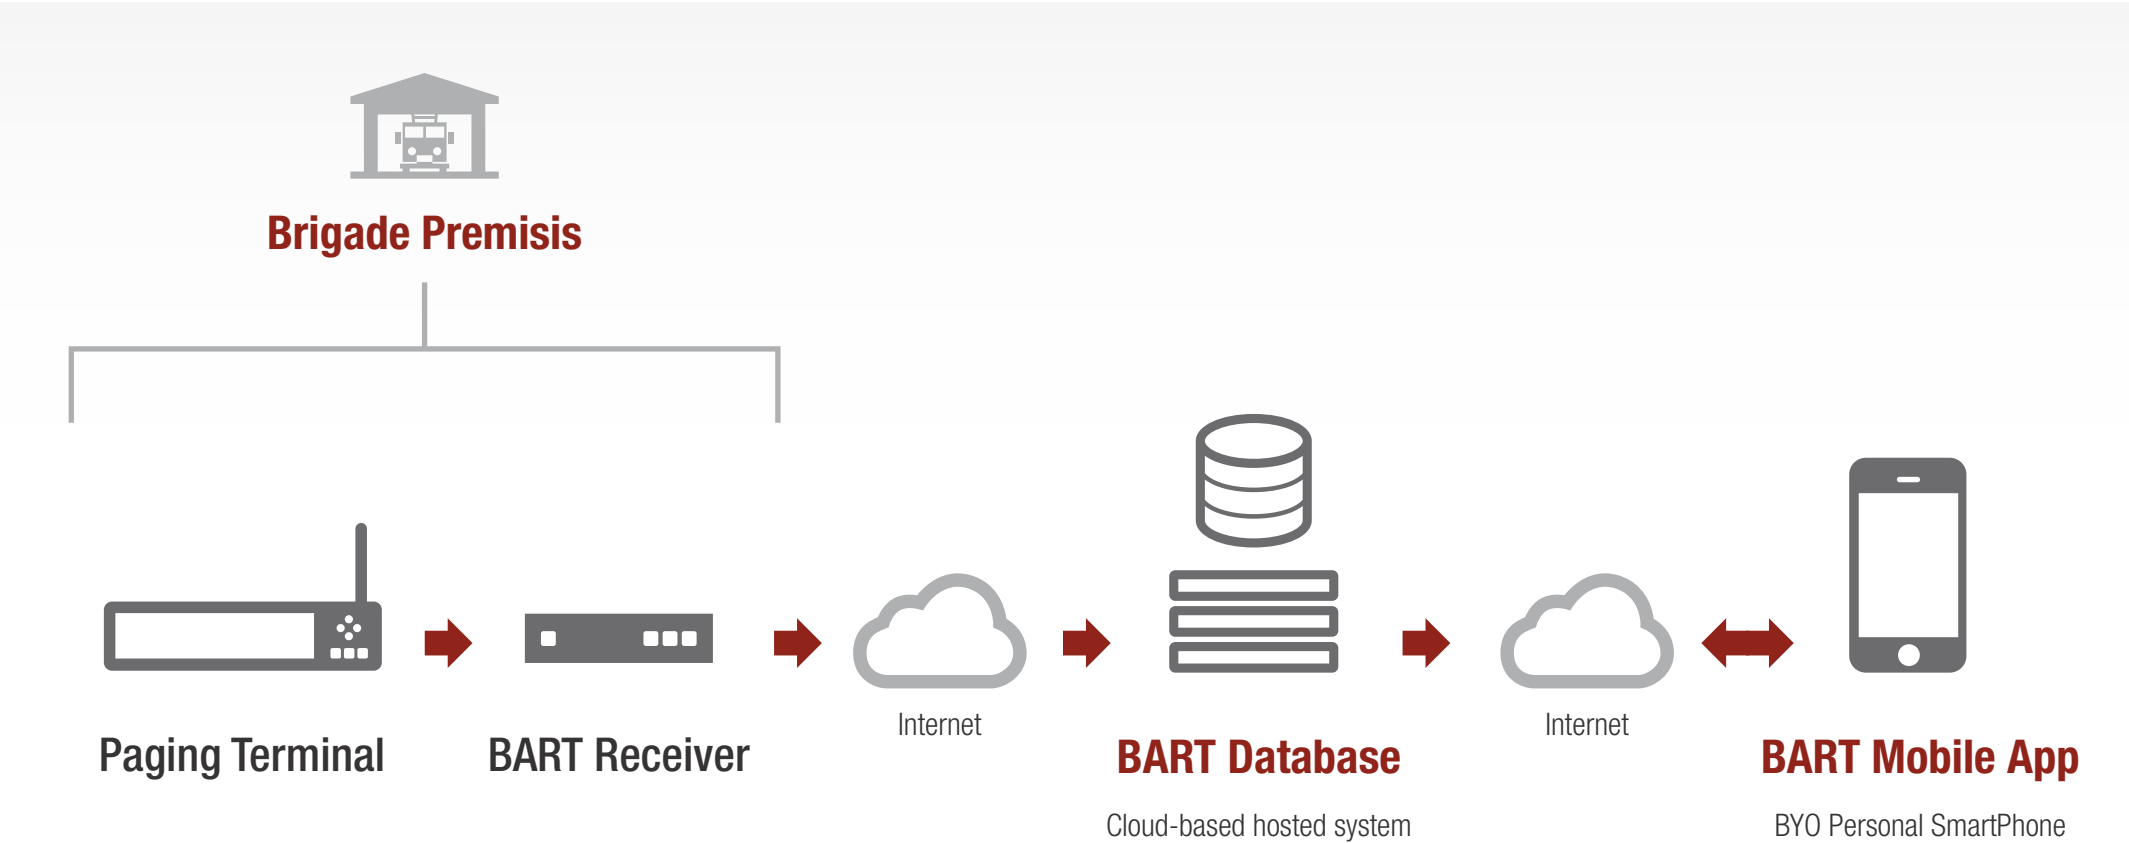 Brigade Premisis
Paging Terminal
BART Receiver
Internet
BART Database
Cloud-based hosted system
Internet
BART Mobile App
BYO Personal SmartPhone